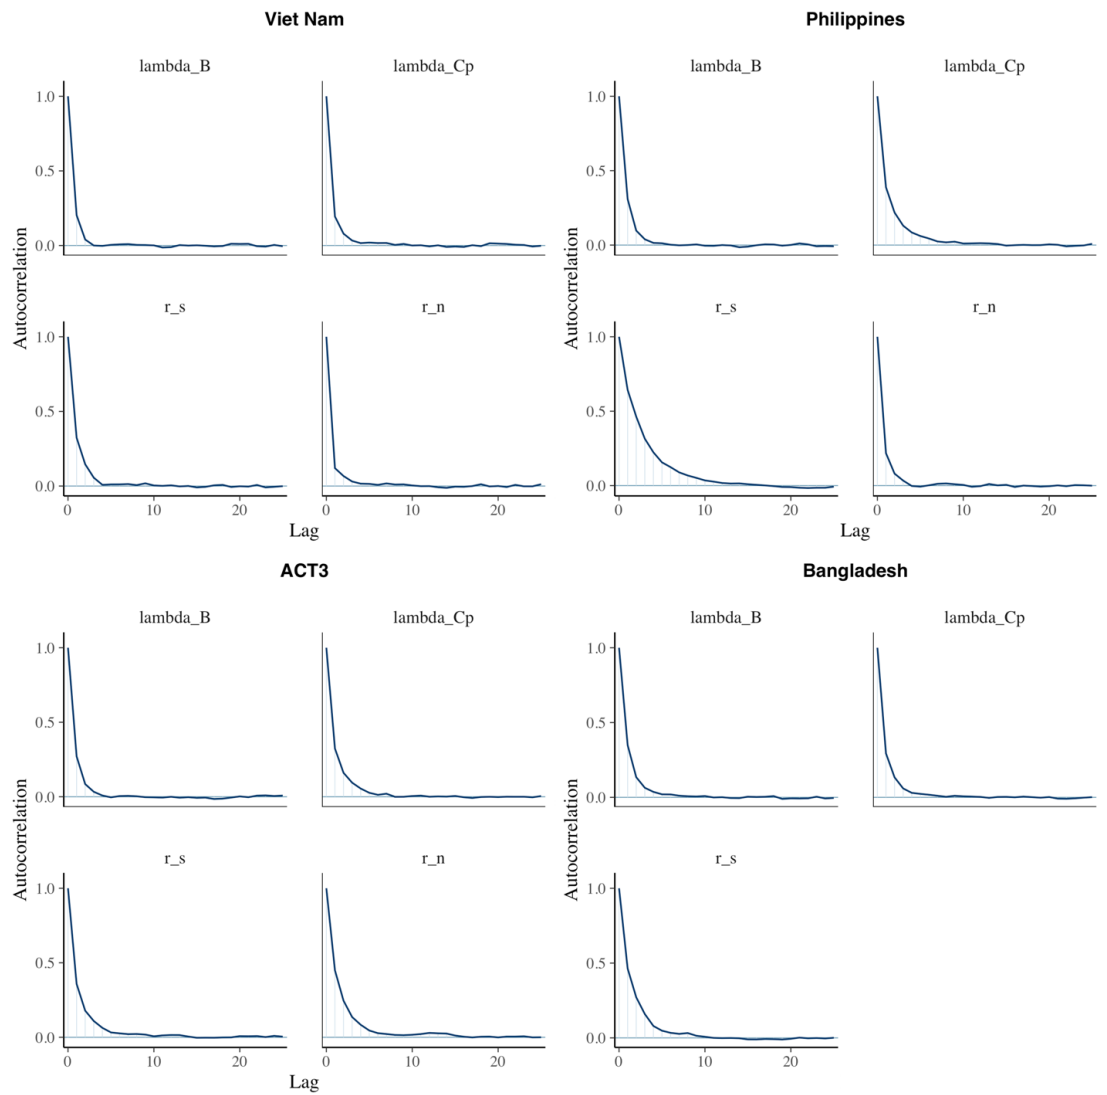 Viet Nam
lambda_B
lambda_Cp
1.0
0.5
0.0
r_s
r_n
1.0
0.5
0.0
0 10 20
0 10 20
Autocorrelation
Lag
Philippines
lambda_B
lambda_Cp
1.0
0.5
0.0
r_s
r_n
1.0
0.5
0.0
0 10 20
0 10 20
Autocorrelation
Lag
ACT3
lambda_B
lambda_Cp
1.0
0.5
0.0
r_s
r_n
1.0
0.5
0.0
0 10 20
0 10 20
Autocorrelation
Lag
Bangladesh
lambda_B
lambda_Cp
1.0
0.5
0.0
r_s
1.0
0.5
0.0
0 10 20
Autocorrelation